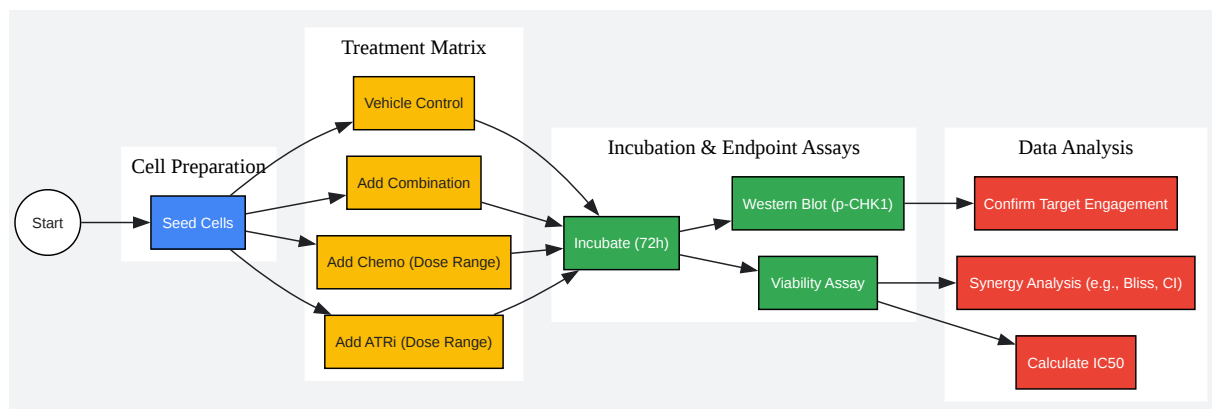 Start
Cell Preparation
Seed Cells
Treatment Matrix
Vehicle Control
Add Combination
Add Chemo (Dose Range)
Add ATRi (Dose Range)
Incubation & Endpoint Assays
Incubate (72h)
Western Blot (p-CHK1)
Viability Assay
Data Analysis
Confirm Target Engagement
Synergy Analysis (e.g., Bliss, CI)
Calculate IC50